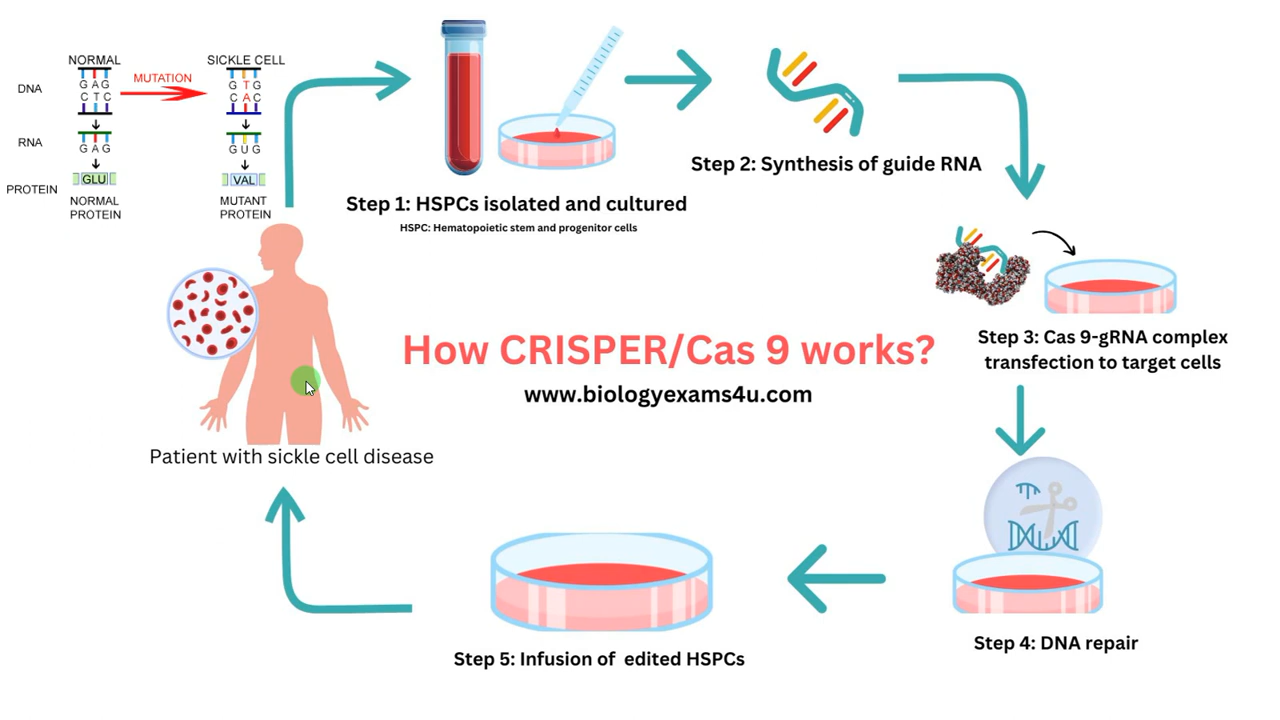 NORMAL
SICKLE CELL
MUTATION
DNA
G A G
C T C
G T G
C A C
RNA
G A G
G U G
PROTEIN
GLU
VAL
NORMAL
PROTEIN
MUTANT
PROTEIN
Step 1: HSPCs isolated and cultured
HSPC: Hematopoietic stem and progenitor cells
Step 2: Synthesis of guide RNA
Step 3: Cas 9-gRNA complex
transfection to target cells
How CRISPER/Cas 9 works?
www.biologyexams4u.com
Patient with sickle cell disease
Step 4: DNA repair
Step 5: Infusion of edited HSPCs